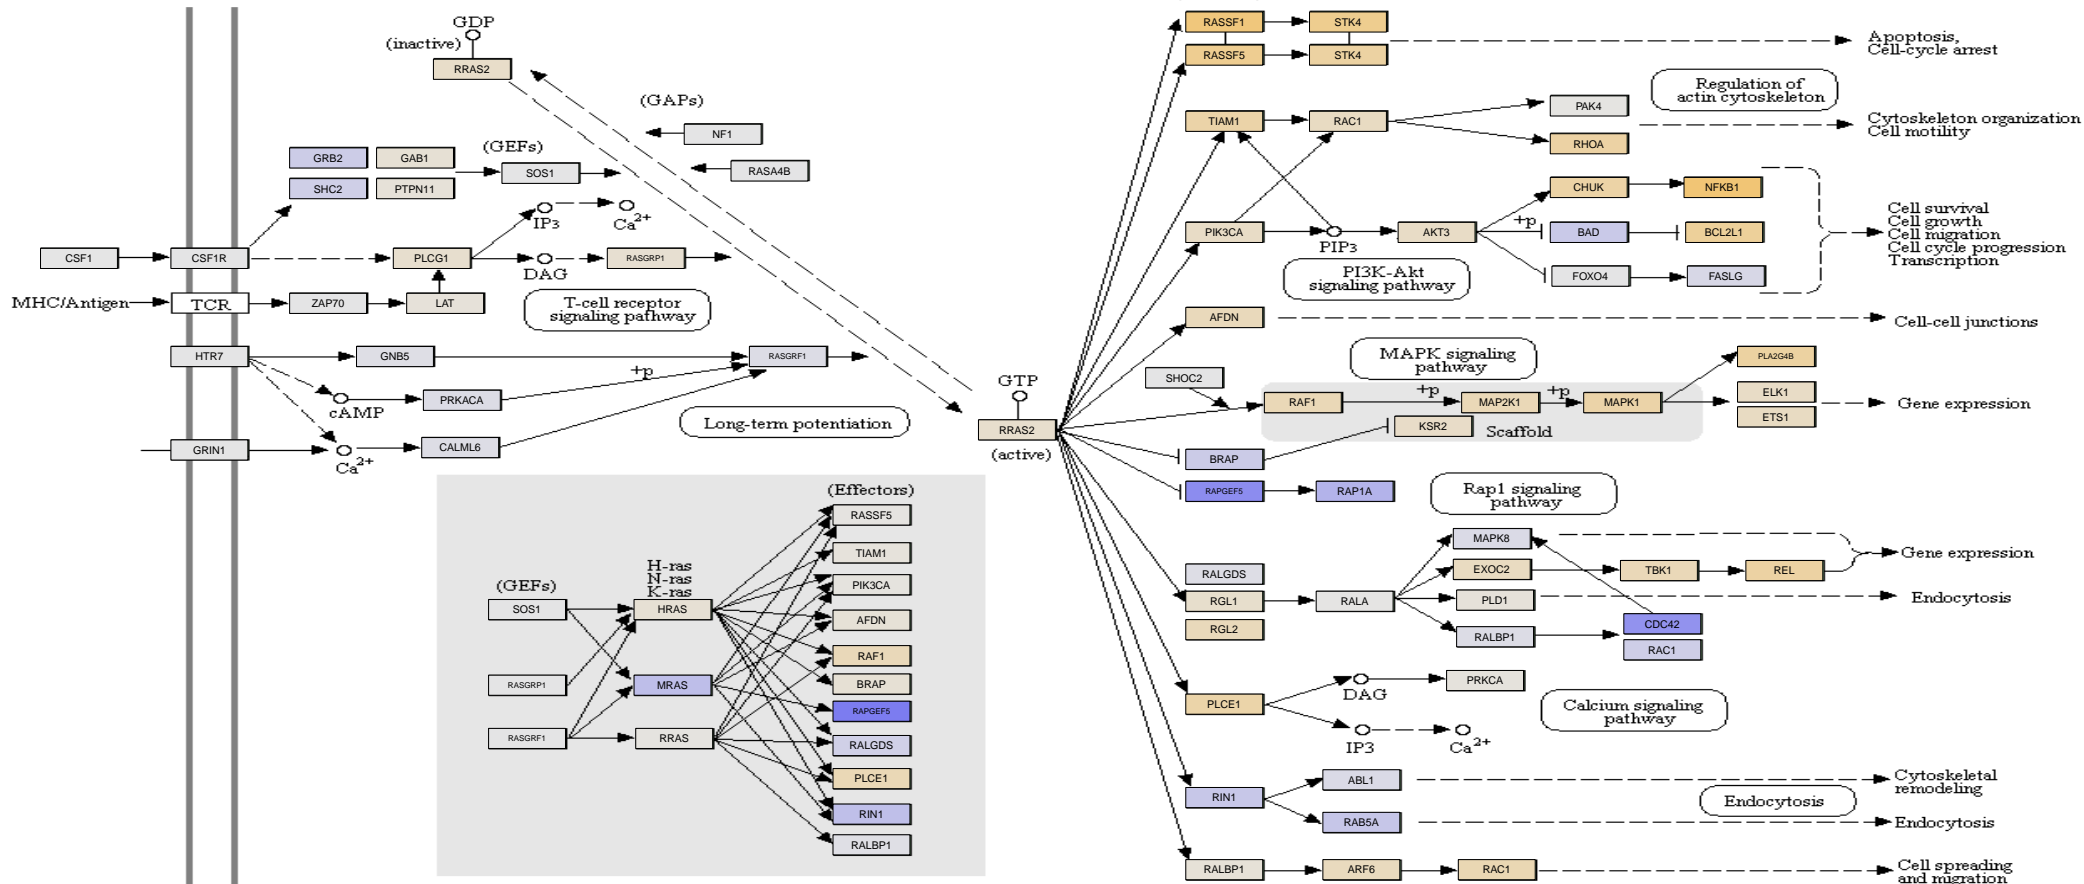 GDP
(inactive)
RRAS2
(GAPs)
NF1
RASA4B
(GEFs)
GRB2
GAB1
SOS1
SHC2
PTPN11
IP3
Ca2+
CSF1
CSF1R
PLCG1
DAG
RASGRP1
MHC/Antigen
TCR
ZAP70
LAT
T-cell receptor
signaling pathway
HTR7
GNB5
RASGRF1
+p
cAMP
PRKACA
Long-term potentiation
GRIN1
Ca2+
CALML6
GTP
RRAS2
(active)
(Effectors)
RASSF5
TIAM1
H-ras
N-ras
K-ras
(GEFs)
PIK3CA
SOS1
HRAS
AFDN
RAF1
RASGRP1
MRAS
BRAP
RAPGEF5
RASGRF1
RRAS
RALGDS
PLCE1
RIN1
RALBP1
RASSF1
STK4
RASSF5
STK4
Apoptosis,
Cell-cycle arrest
Regulation of
actin cytoskeleton
TIAM1
RAC1
PAK4
RHOA
Cytoskeleton organization
Cell motility
CHUK
NFKB1
PIK3CA
PIP3
AKT3
+p
BAD
BCL2L1
FOXO4
FASLG
Cell survival
Cell growth
Cell migration
Cell cycle progression
Transcription
PI3K-Akt
signaling pathway
AFDN
Cell-cell junctions
MAPK signaling
pathway
PLA2G4B
SHOC2
RAF1
+p
MAP2K1
+p
MAPK1
ELK1
ETS1
Gene expression
KSR2
Scaffold
BRAP
RAPGEF5
RAP1A
Rap1 signaling
pathway
MAPK8
Gene expression
RALGDS
EXOC2
TBK1
REL
RGL1
RALA
PLD1
Endocytosis
RGL2
RALBP1
CDC42
RAC1
DAG
PRKCA
PLCE1
Calcium signaling
pathway
IP3
Ca2+
ABL1
Cytoskeletal
remodeling
RIN1
Endocytosis
RAB5A
Endocytosis
RALBP1
ARF6
RAC1
Cell spreading
and migration